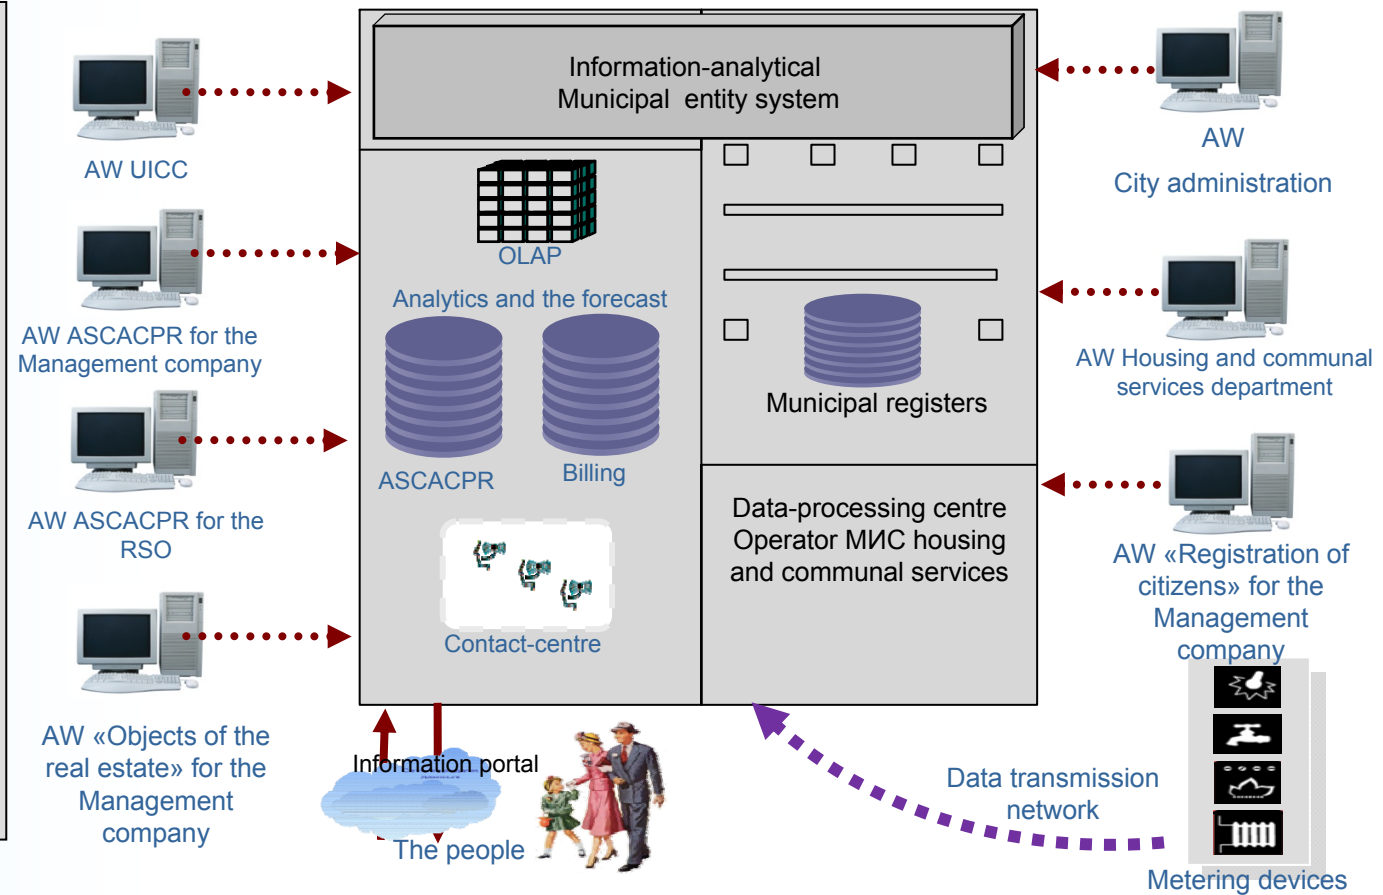 Information-analytical
Municipal entity system
AW UICC
AW
City administration
OLAP
Analytics and the forecast
AW ASCACPR for the
Management company
AW Housing and communal
services department
Municipal registers
ASCACPR
Billing
AW ASCACPR for the
RSO
Data-processing centre
Operator МИС housing
and communal services
AW «Registration of
citizens» for the
Management
company
Contact-centre
AW «Objects of the
real estate» for the
Management
company
Information portal
The people
Data transmission
network
Metering devices